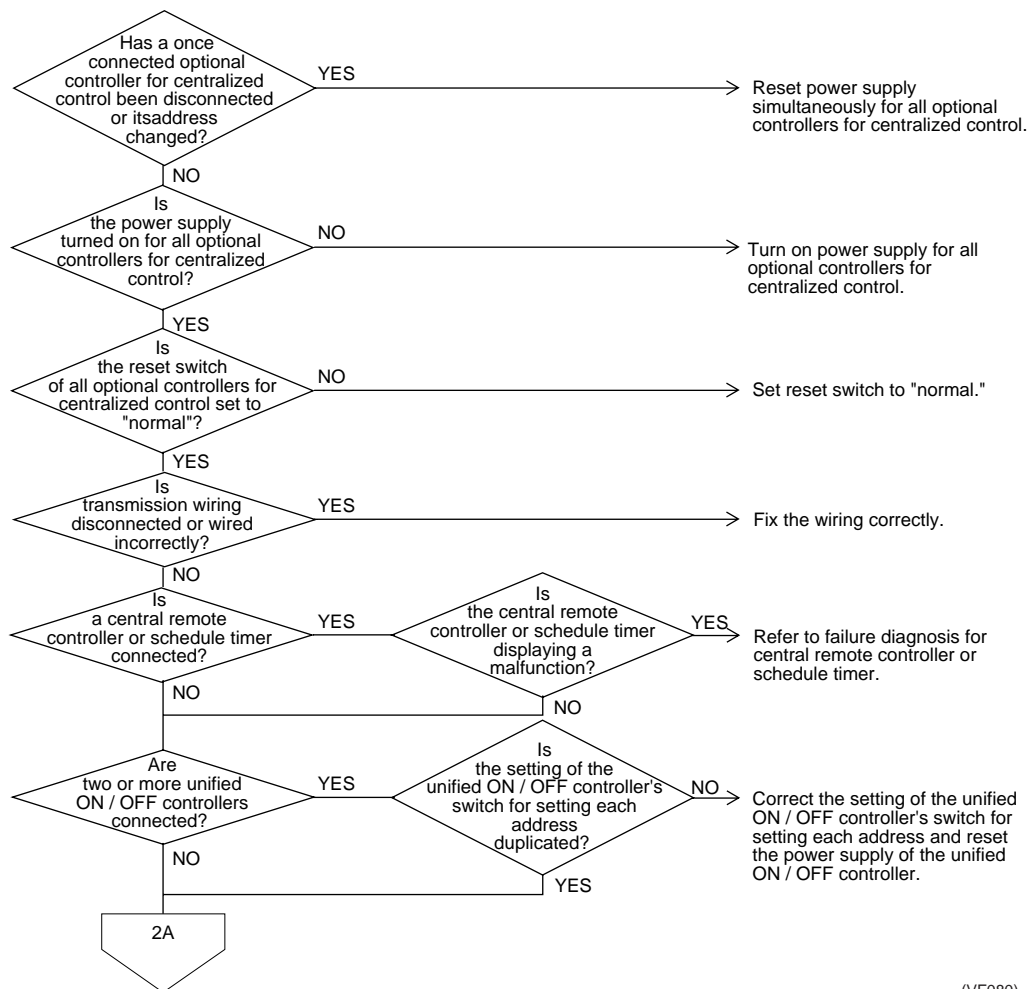 Has a once
connected optional
controller for centralized
control been disconnected
or itsaddress
changed?
YES
Reset power supply
simultaneously for all optional
controllers for centralized control.
NO
Is
the power supply
turned on for all optional
controllers for centralized
control?
NO
Turn on power supply for all
optional controllers for
centralized control.
YES
Is
the reset switch
of all optional controllers for
centralized control set to
"normal"?
NO
Set reset switch to "normal."
YES
Is
transmission wiring
disconnected or wired
incorrectly?
YES
Fix the wiring correctly.
NO
Is
a central remote
controller or schedule timer
connected?
YES
Is
the central remote
controller or schedule timer
displaying a
malfunction?
YES
Refer to failure diagnosis for
central remote controller or
schedule timer.
NO
NO
Are
two or more unified
ON / OFF controllers
connected?
YES
Is
the setting of the
unified ON / OFF controller's
switch for setting each
address
duplicated?
NO
Correct the setting of the unified
ON / OFF controller's switch for
setting each address and reset
the power supply of the unified
ON / OFF controller.
NO
YES
2A
(VF080)